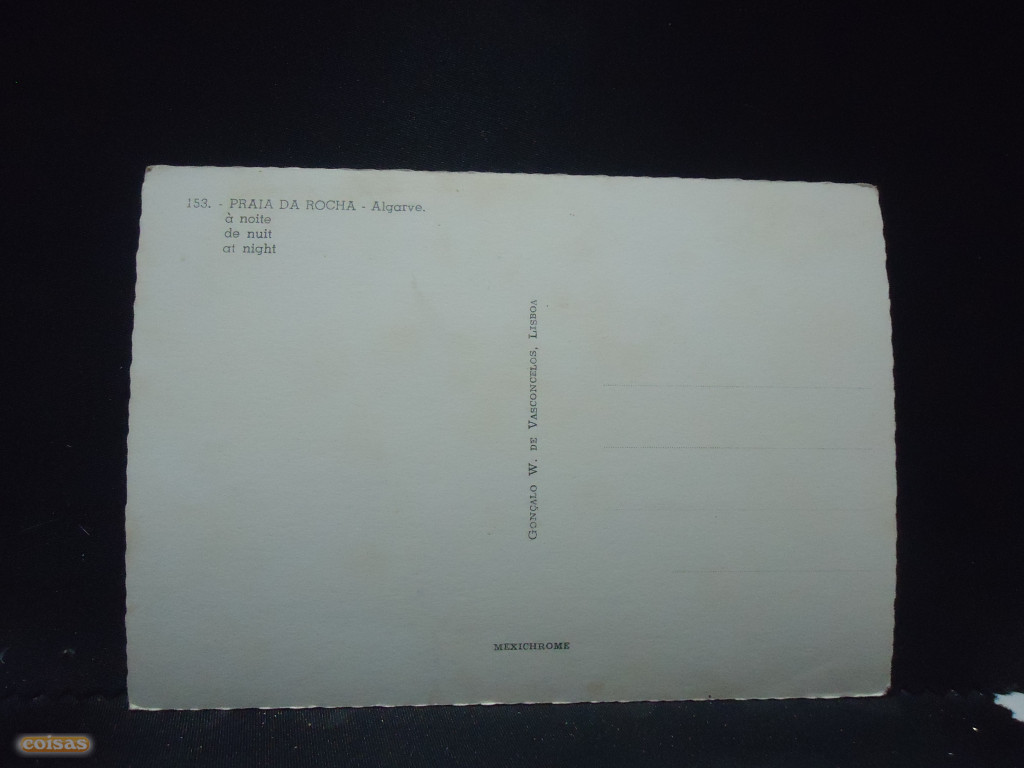 153. - PRAIA DA ROCHA - Algarve.
à noite
de nuit
at night
GONÇALO W. DE VASCONCELOS, LISBOA
MEXICHROME
coisas